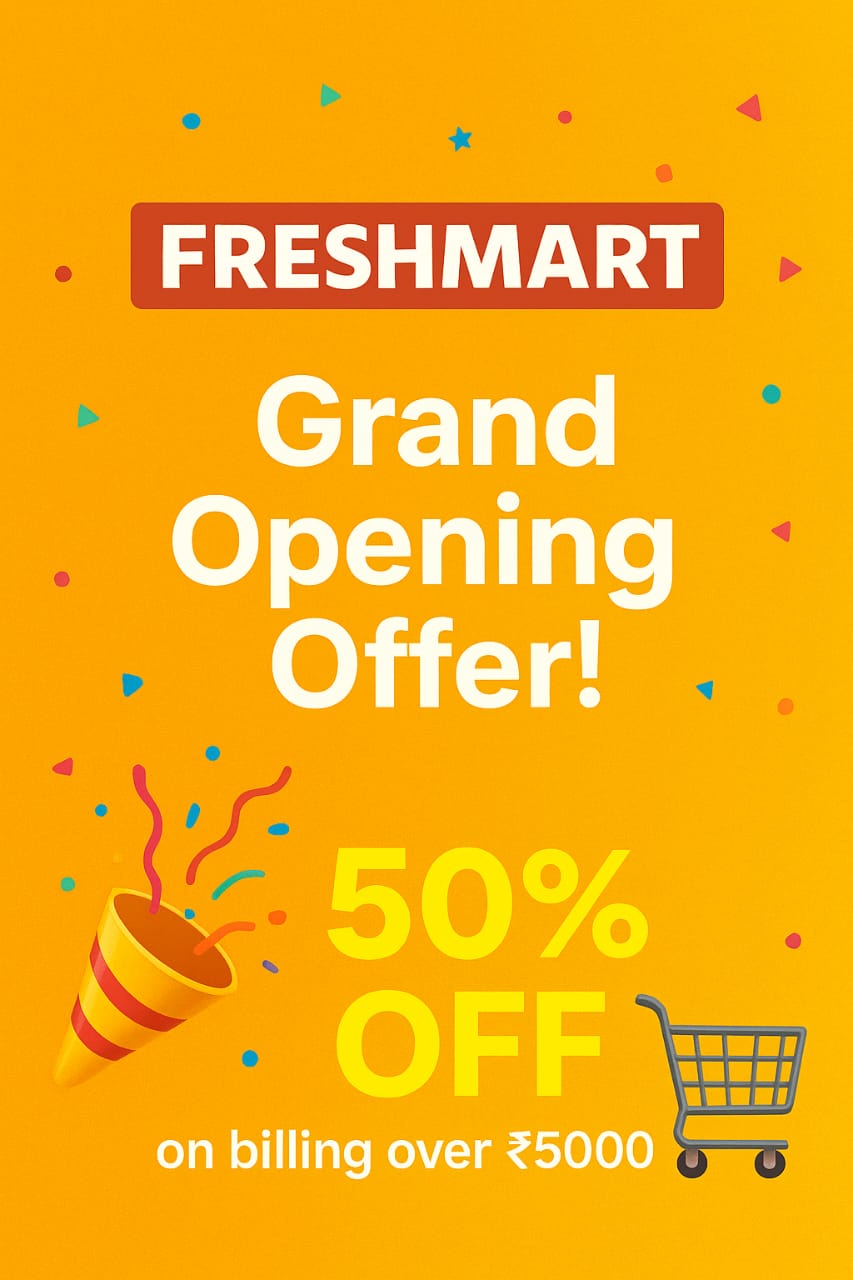 FRESHMART
Grand
Opening
Offer!
50%
OFF
on billing over ₹5000